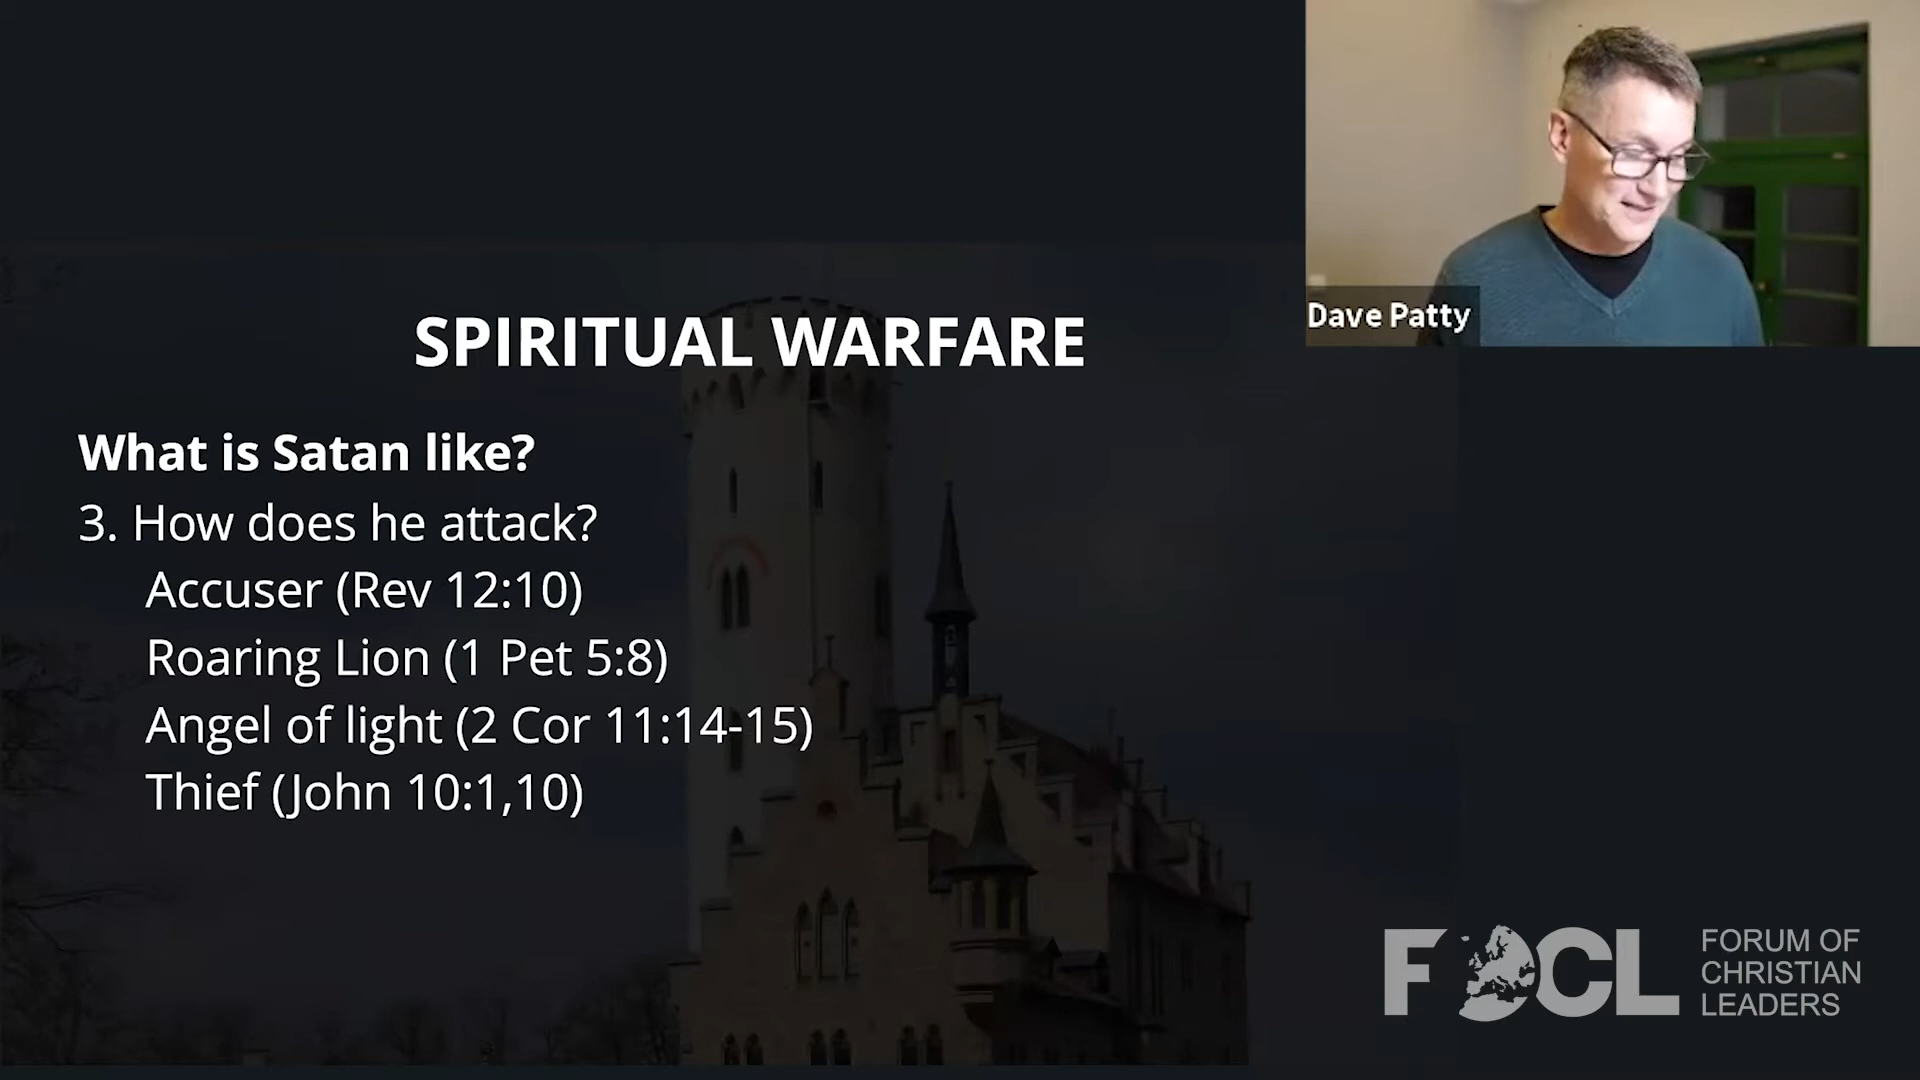 Dave Patty
SPIRITUAL WARFARE
What is Satan like?
3. How does he attack?
Accuser (Rev 12:10)
Roaring Lion (1 Pet 5:8)
Angel of light (2 Cor 11:14-15)
Thief (John 10:1,10)
FOCL
FORUM OF
CHRISTIAN
LEADERS